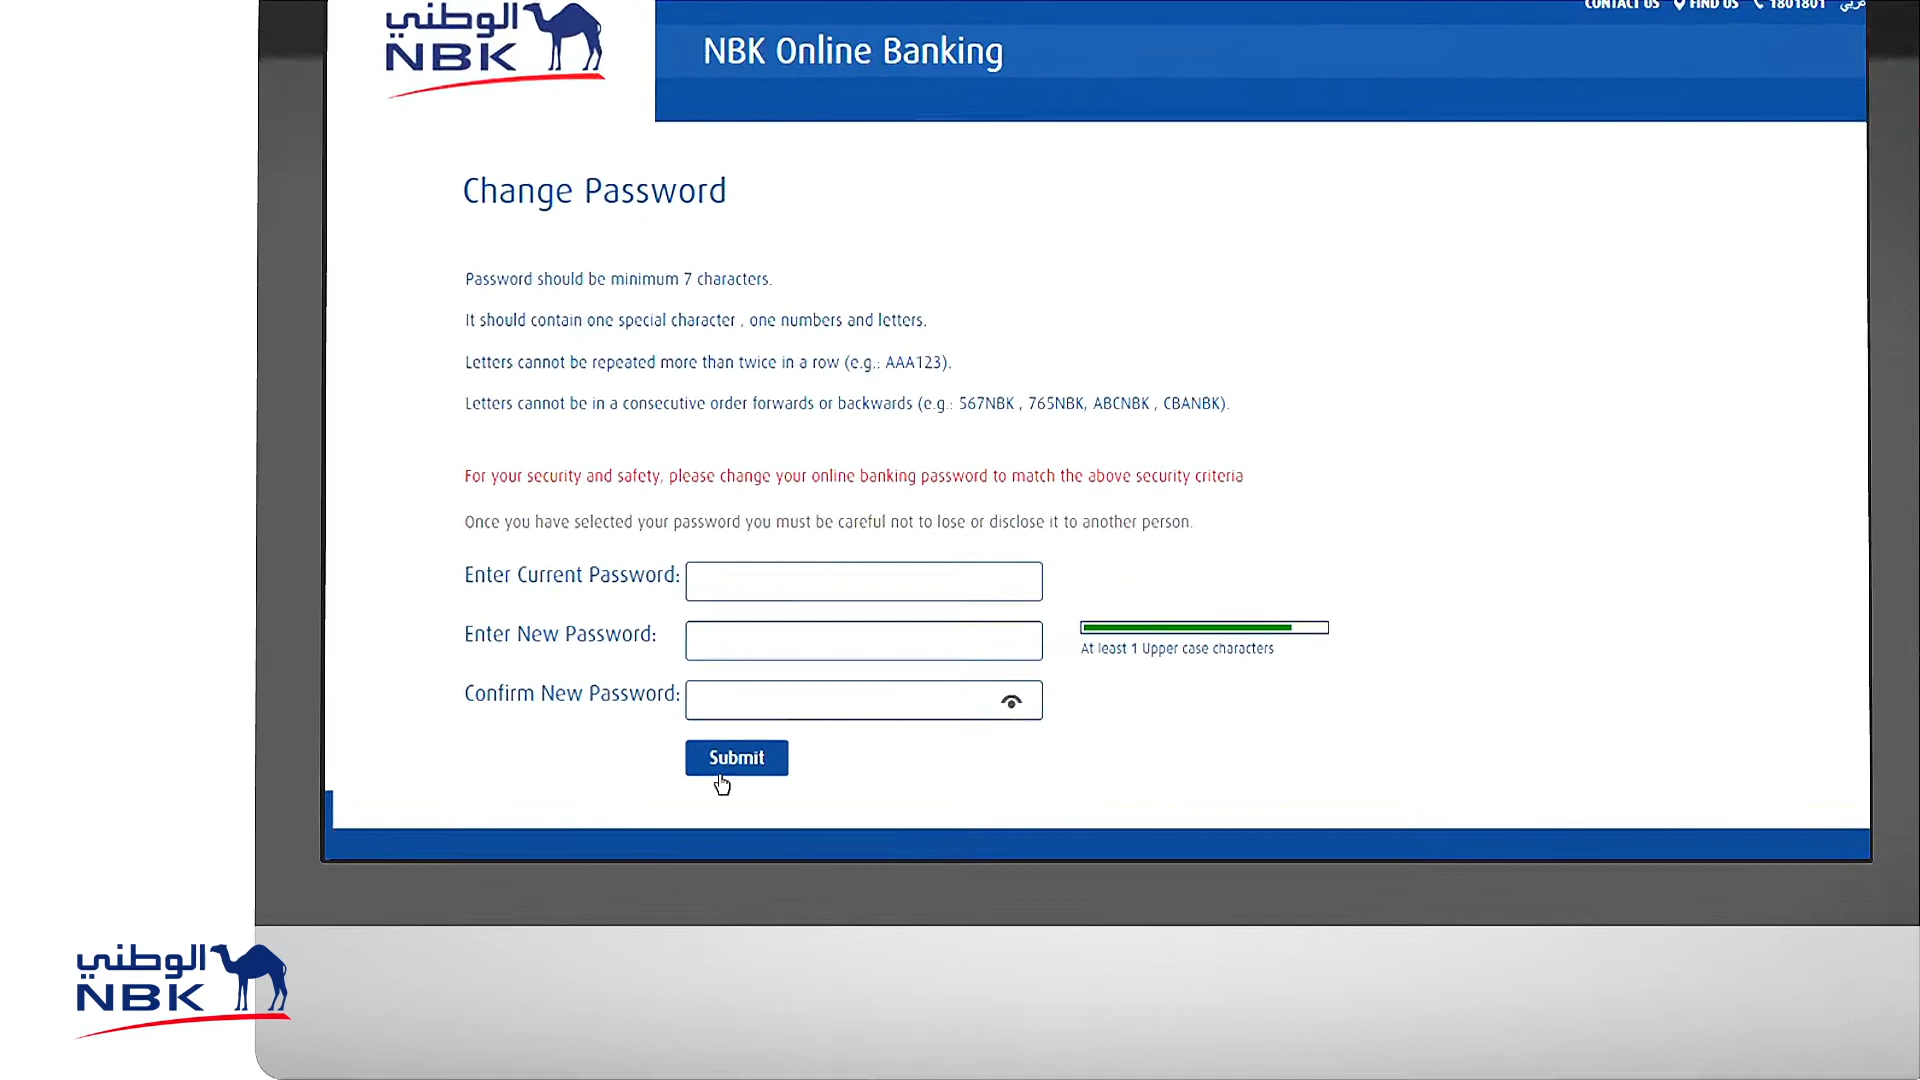 الوطني
NBK
CONTACT US FIND US 1801801 عربي
NBK Online Banking
Change Password
Password should be minimum 7 characters.
It should contain one special character , one numbers and letters.
Letters cannot be repeated more than twice in a row (e.g.: AAA123).
Letters cannot be in a consecutive order forwards or backwards (e.g.: 567NBK , 765NBK, ABCNBK , CBANBK).
For your security and safety, please change your online banking password to match the above security criteria
Once you have selected your password you must be careful not to lose or disclose it to another person.
Enter Current Password:
Enter New Password:
At least 1 Upper case characters
Confirm New Password:
Submit
الوطني
NBK